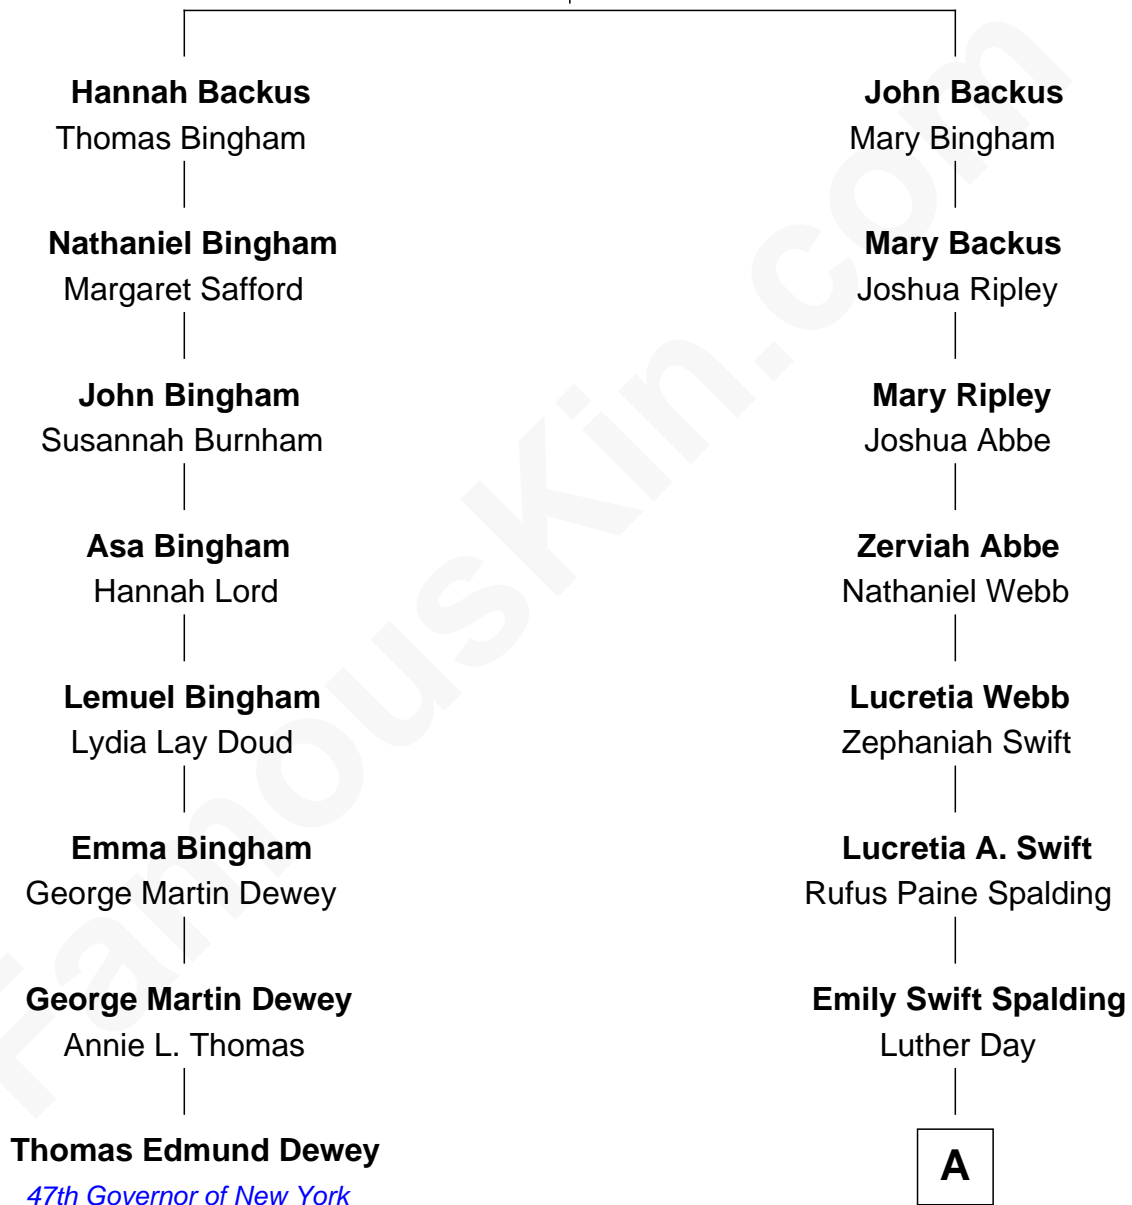 Hannah Backus
Thomas Bingham
Nathaniel Bingham
Margaret Safford
John Bingham
Susannah Burnham
Asa Bingham
Hannah Lord
Lemuel Bingham
Lydia Lay Doud
Emma Bingham
George Martin Dewey
George Martin Dewey
Annie L. Thomas
Thomas Edmund Dewey
47th Governor of New York
John Backus
Mary Bingham
Mary Backus
Joshua Ripley
Mary Ripley
Joshua Abbe
Zerviah Abbe
Nathaniel Webb
Lucretia Webb
Zephaniah Swift
Lucretia A. Swift
Rufus Paine Spalding
Emily Swift Spalding
Luther Day
A
FamousKin.com